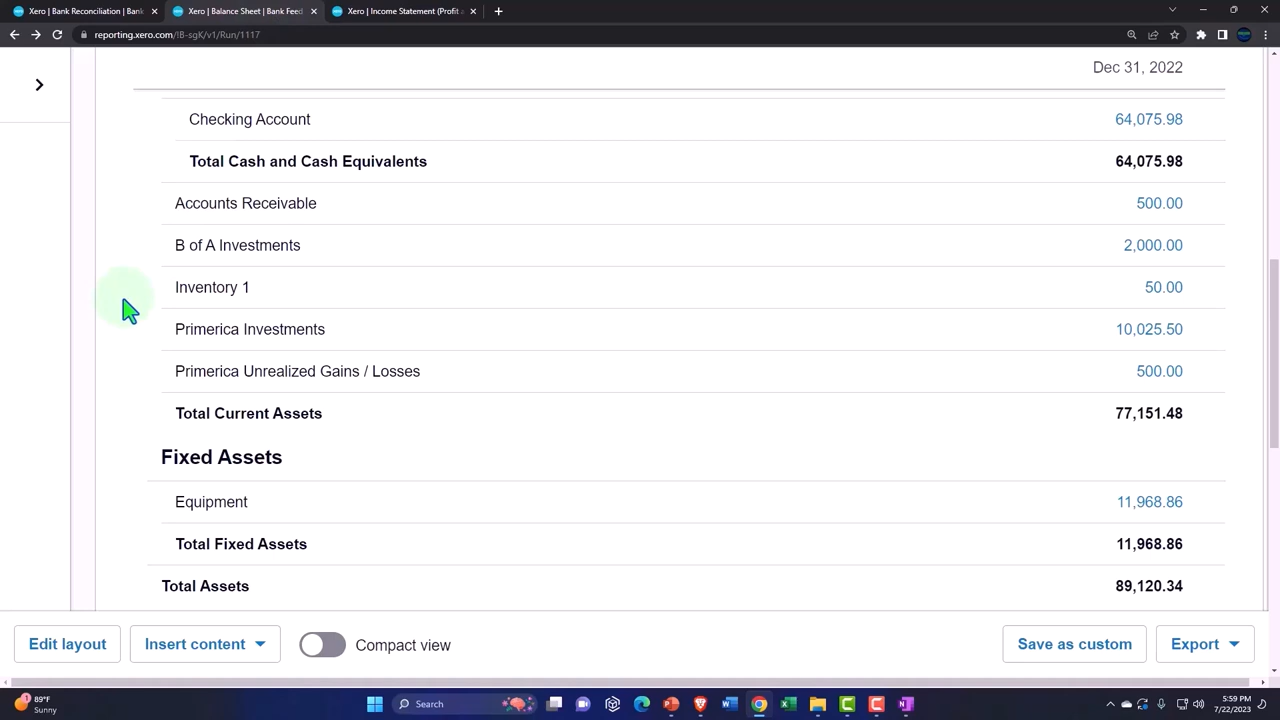 Xero | Bank Reconciliation | Bank
Xero | Balance Sheet | Bank Feed
Xero | Income Statement (Profit a
reporting.xero.com/!B-sgK/v1/Run/1117
Dec 31, 2022
Checking Account 64,075.98
Total Cash and Cash Equivalents 64,075.98
Accounts Receivable 500.00
B of A Investments 2,000.00
Inventory 1 50.00
Primerica Investments 10,025.50
Primerica Unrealized Gains / Losses 500.00
Total Current Assets 77,151.48
Fixed Assets
Equipment 11,968.86
Total Fixed Assets 11,968.86
Total Assets 89,120.34
Edit layout Insert content Compact view Save as custom Export
89°F
Sunny
Search
5:59 PM
7/22/2023